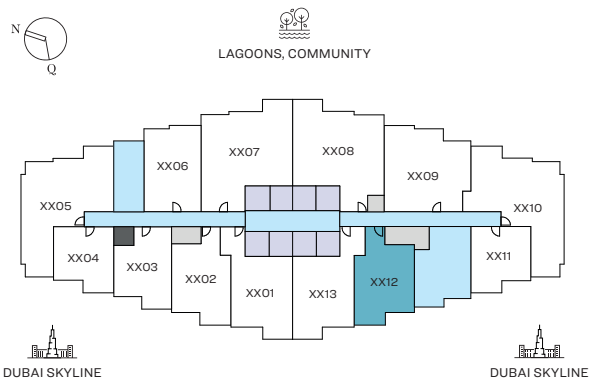 N
Q
LAGOONS, COMMUNITY
XX07
XX08
XX06
XX09
XX05
XX10
XX04
XX03
XX02
XX01
XX13
XX12
XX11
DUBAI SKYLINE
DUBAI SKYLINE